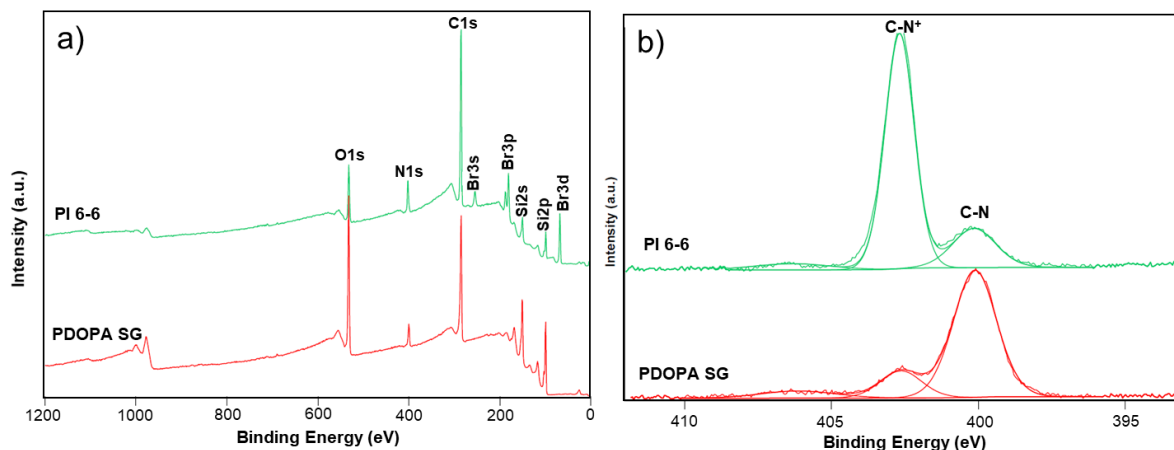 a)
C1s
O1s
N1s
Br3s
Br3p
Si2s
Si2p
Br3d
PI 6-6
PDOPA SG
Intensity (a.u.)
1200 1000 800 600 400 200 0
Binding Energy (eV)
b)
C-N⁺
C-N
PI 6-6
PDOPA SG
Intensity (a.u.)
410 405 400 395
Binding Energy (eV)